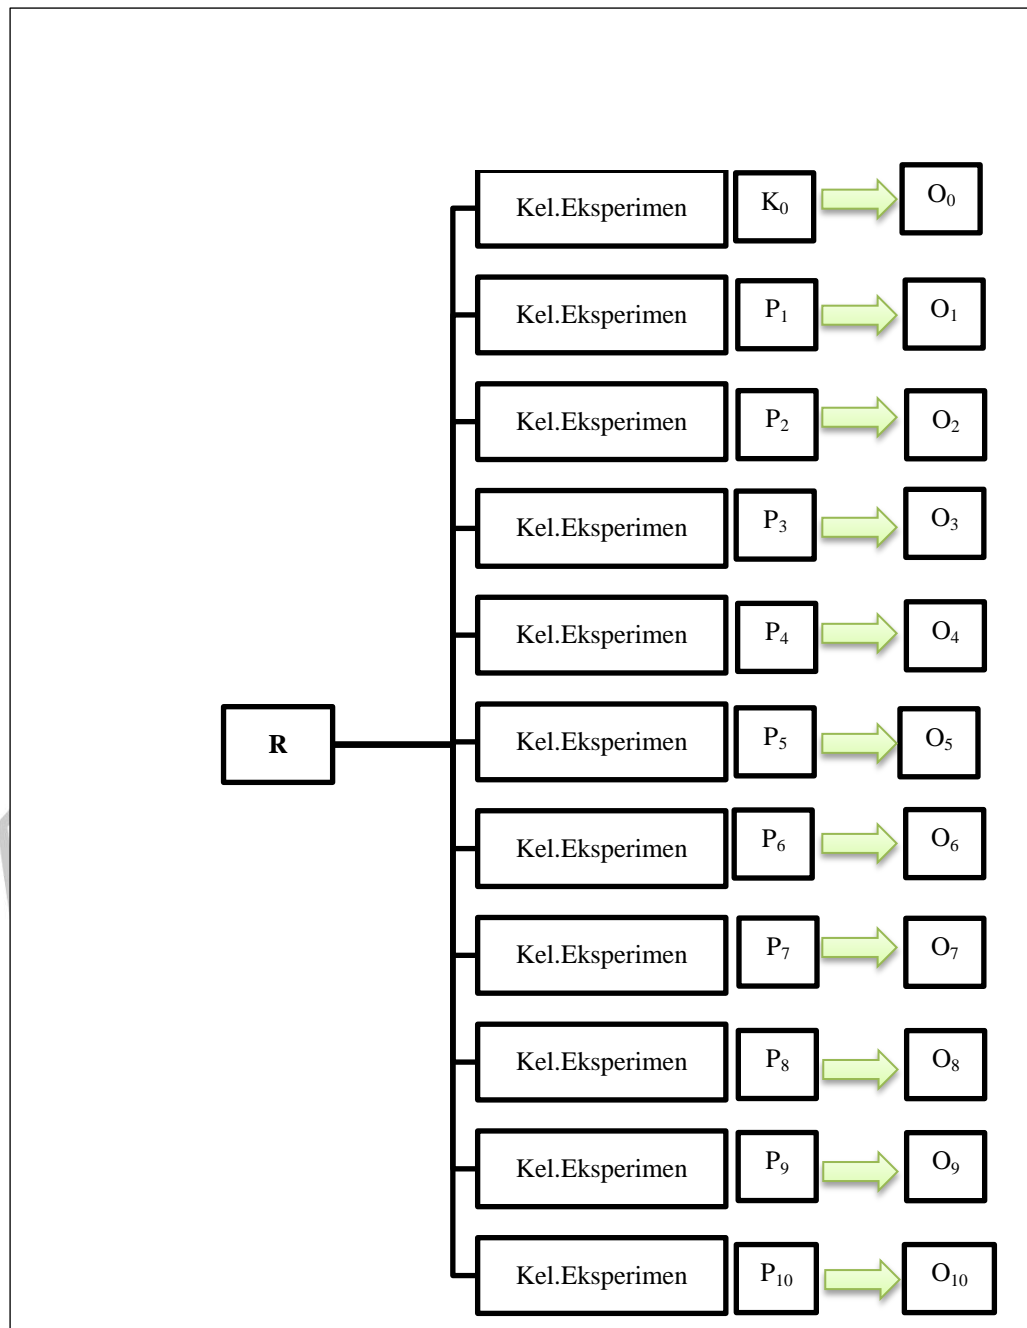 Kel.Eksperimen K₀ O₀
Kel.Eksperimen P₁ O₁
Kel.Eksperimen P₂ O₂
Kel.Eksperimen P₃ O₃
Kel.Eksperimen P₄ O₄
R Kel.Eksperimen P₅ O₅
Kel.Eksperimen P₆ O₆
Kel.Eksperimen P₇ O₇
Kel.Eksperimen P₈ O₈
Kel.Eksperimen P₉ O₉
Kel.Eksperimen P₁₀ O₁₀